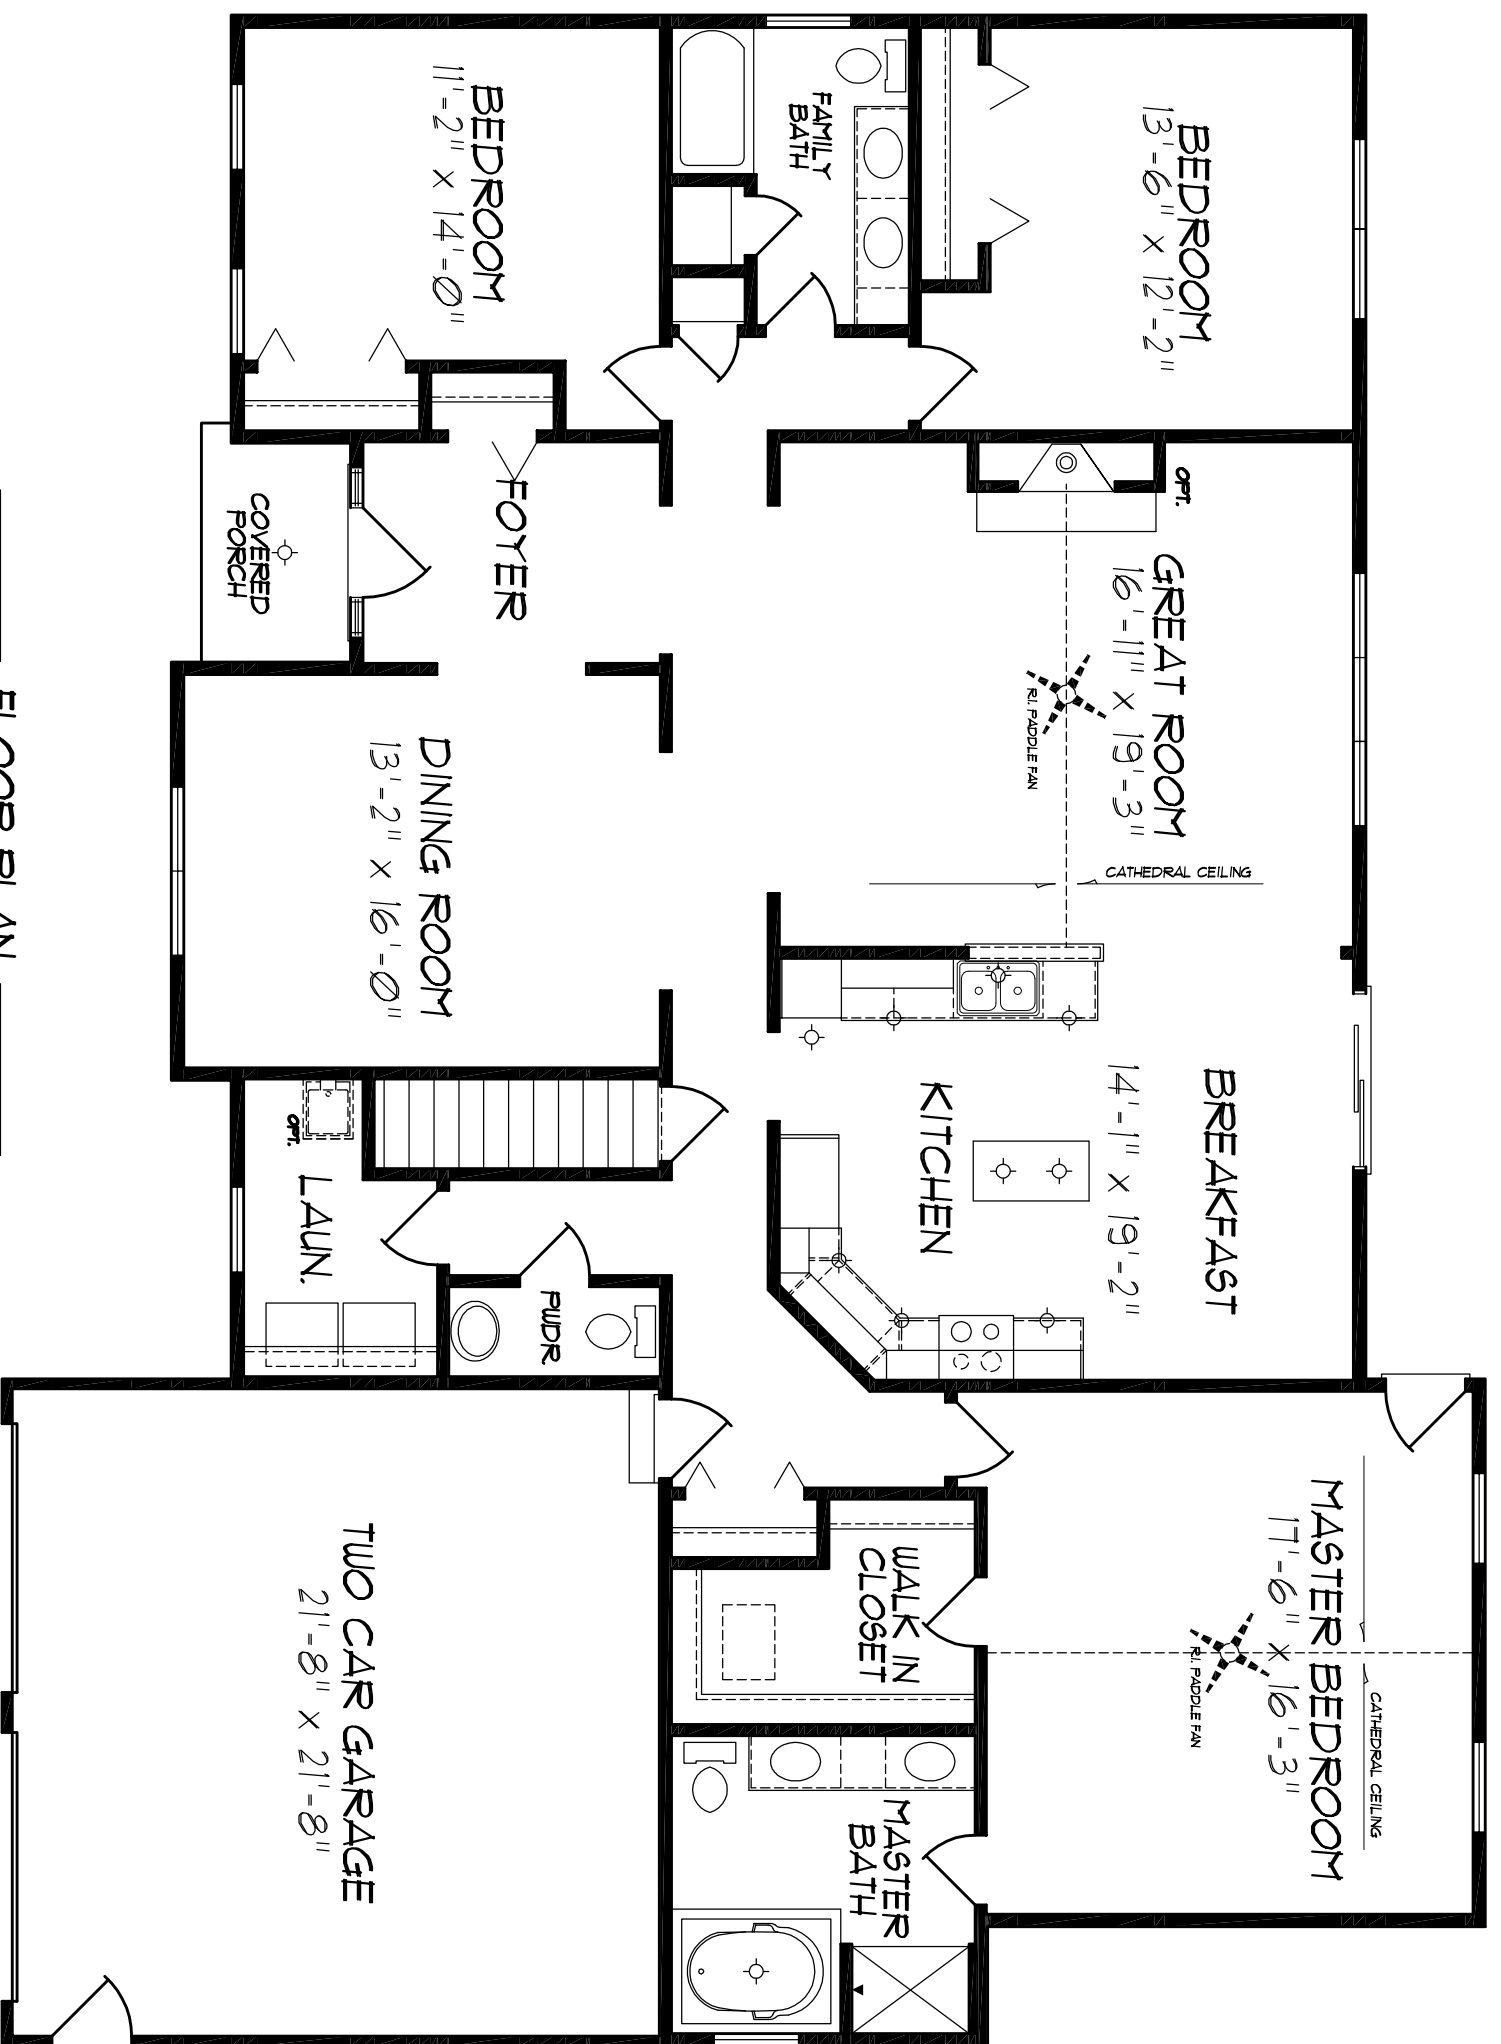 BEDROOM
13'-6" x 12'-2"
GREAT ROOM
16'-11" x 19'-3"
OPT.
R.I. PADDLE FAN
CATHEDRAL CEILING
BREAKFAST
14'-1" x 19'-2"
KITCHEN
MASTER BEDROOM
17'-6" x 16'-3"
CATHEDRAL CEILING
R.I. PADDLE FAN
FAMILY
BATH
BEDROOM
11'-2" x 14'-0"
FOYER
COVERED
PORCH
DINING ROOM
13'-2" x 16'-0"
OPT.
LAUN.
PWDR.
WALK IN
CLOSET
MASTER
BATH
TWO CAR GARAGE
21'-8" x 21'-8"
FLOOR PLAN